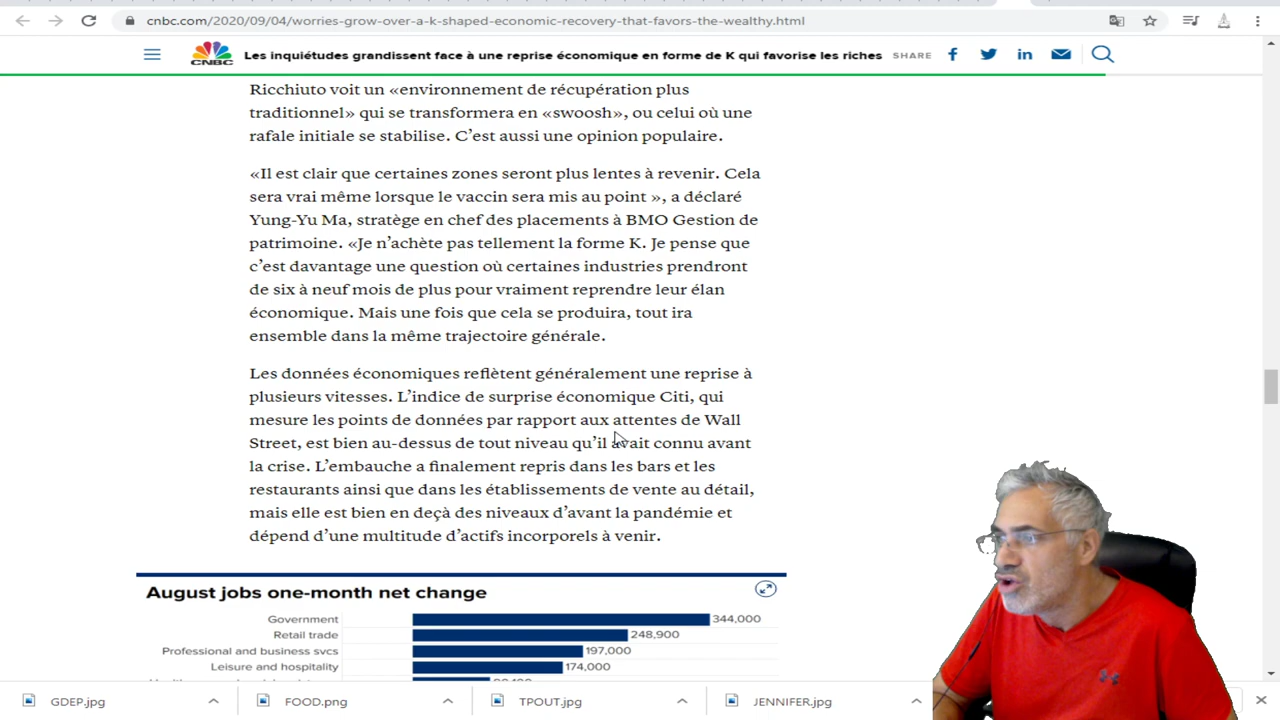 cnbc.com/2020/09/04/worries-grow-over-a-k-shaped-economic-recovery-that-favors-the-wealthy.html
CNBC
Les inquiétudes grandissent face à une reprise économique en forme de K qui favorise les riches
SHARE
Ricchiuto voit un «environnement de récupération plus
traditionnel» qui se transformera en «swoosh», ou celui où une
rafale initiale se stabilise. C'est aussi une opinion populaire.
«Il est clair que certaines zones seront plus lentes à revenir. Cela
sera vrai même lorsque le vaccin sera mis au point », a déclaré
Yung-Yu Ma, stratège en chef des placements à BMO Gestion de
patrimoine. «Je n'achète pas tellement la forme K. Je pense que
c'est davantage une question où certaines industries prendront
de six à neuf mois de plus pour vraiment reprendre leur élan
économique. Mais une fois que cela se produira, tout ira
ensemble dans la même trajectoire générale.
Les données économiques reflètent généralement une reprise à
plusieurs vitesses. L'indice de surprise économique Citi, qui
mesure les points de données par rapport aux attentes de Wall
Street, est bien au-dessus de tout niveau qu'il avait connu avant
la crise. L'embauche a finalement repris dans les bars et les
restaurants ainsi que dans les établissements de vente au détail,
mais elle est bien en deçà des niveaux d'avant la pandémie et
dépend d'une multitude d'actifs incorporels à venir.
August jobs one-month net change
Government 344,000
Retail trade 248,900
Professional and business svcs 197,000
Leisure and hospitality 174,000
GDEP.jpg
FOOD.png
TPOUT.jpg
JENNIFER.jpg